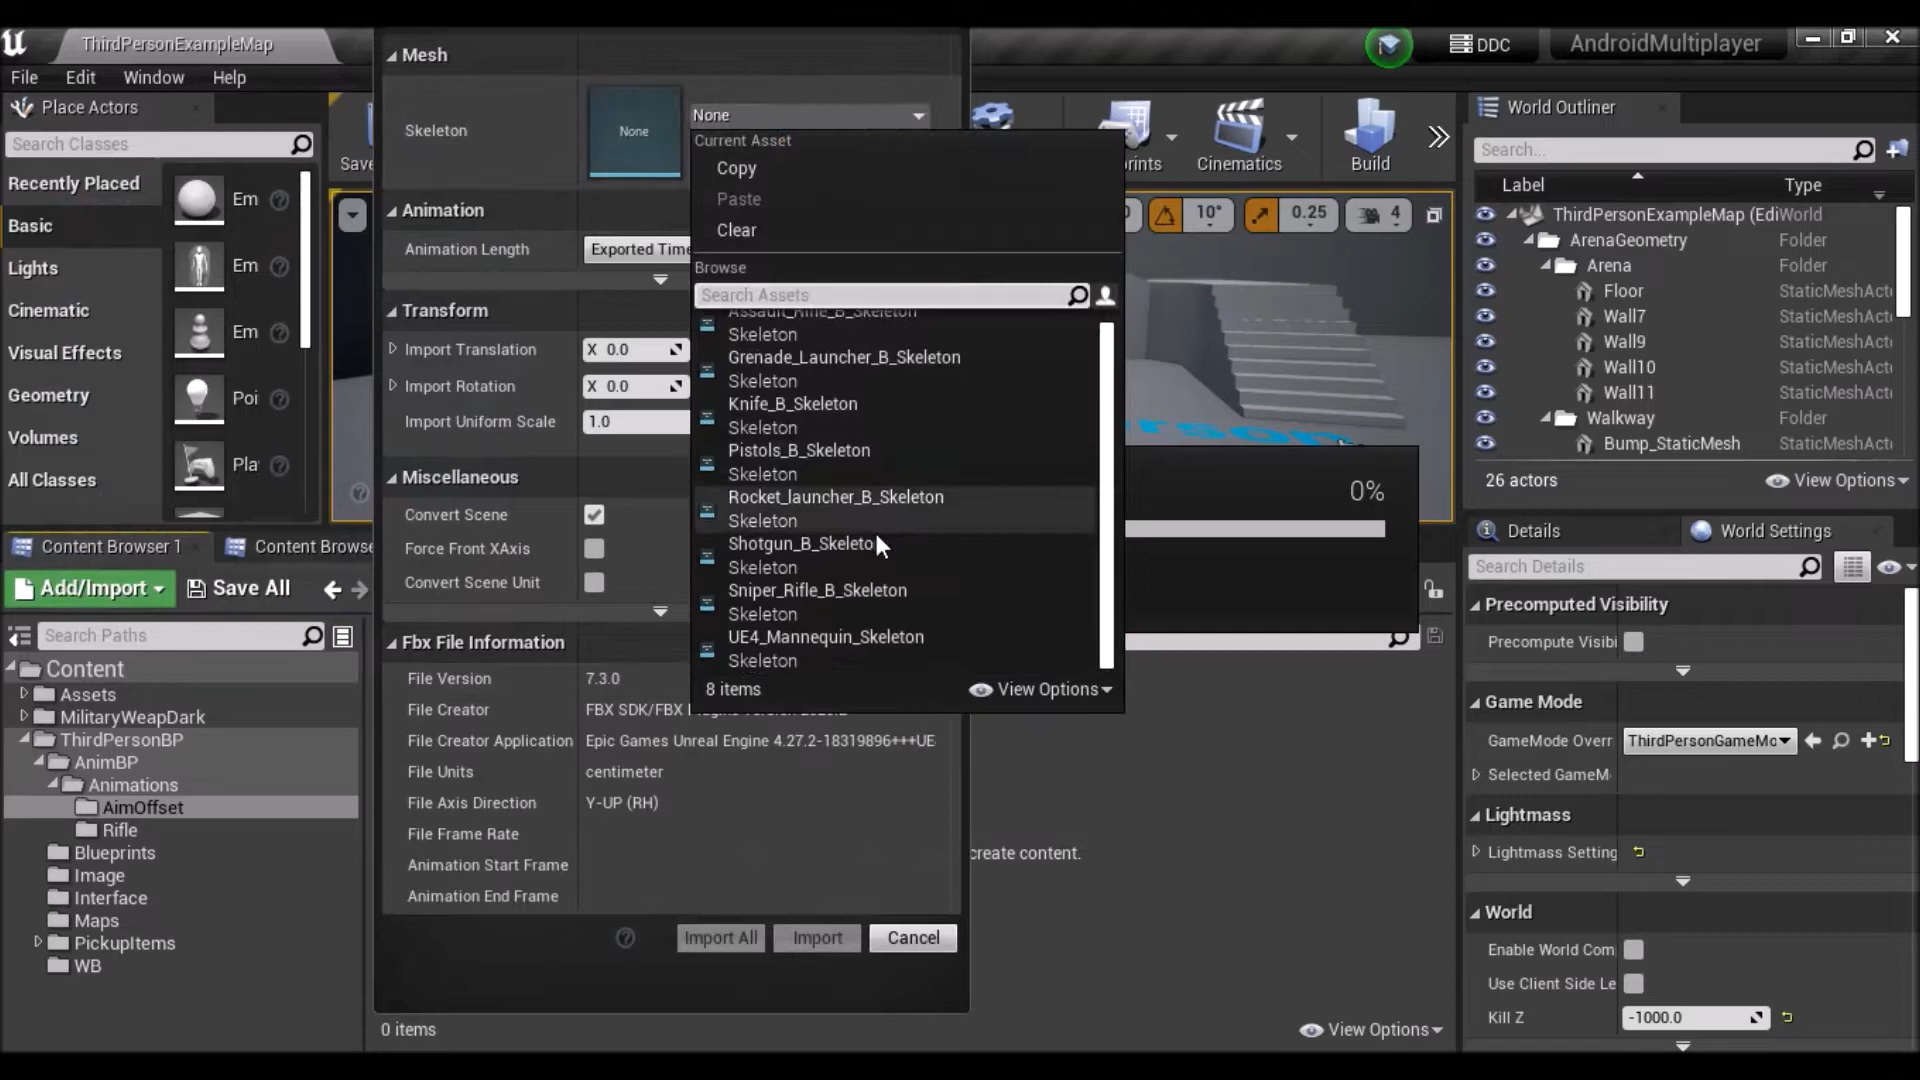 ThirdPersonExampleMap
DDC
AndroidMultiplayer
File Edit Window Help
Place Actors
Search Classes
Recently Placed
Basic
Lights
Cinematic
Visual Effects
Geometry
Volumes
All Classes
Em
Em
Em
Poi
Pla
Save
Mesh
Skeleton
None
None
Current Asset
Copy
Paste
Clear
Browse
Search Assets
Assault_Rifle_B_Skeleton
Skeleton
Grenade_Launcher_B_Skeleton
Skeleton
Knife_B_Skeleton
Skeleton
Pistols_B_Skeleton
Skeleton
Rocket_launcher_B_Skeleton
Skeleton
Shotgun_B_Skeleto
Skeleton
Sniper_Rifle_B_Skeleton
Skeleton
UE4_Mannequin_Skeleton
Skeleton
8 items
View Options
Animation
Animation Length
Exported Time
Transform
Import Translation
X 0.0
Import Rotation
X 0.0
Import Uniform Scale
1.0
Miscellaneous
Convert Scene
Force Front XAxis
Convert Scene Unit
Fbx File Information
File Version
7.3.0
File Creator
FBX SDK/FBX
File Creator Application
Epic Games Unreal Engine 4.27.2-18319896+++UE
File Units
centimeter
File Axis Direction
Y-UP (RH)
File Frame Rate
Animation Start Frame
Animation End Frame
Import All
Import
Cancel
rints
Cinematics
Build
10°
0.25
4
0%
create content.
0 items
View Options
Content Browser 1
Content Browse
Add/Import
Save All
Search Paths
Content
Assets
MilitaryWeapDark
ThirdPersonBP
AnimBP
Animations
AimOffset
Rifle
Blueprints
Image
Interface
Maps
PickupItems
WB
World Outliner
Search...
Label
Type
ThirdPersonExampleMap (Edi
World
ArenaGeometry
Folder
Arena
Folder
Floor
StaticMeshAct
Wall7
StaticMeshAct
Wall9
StaticMeshAct
Wall10
StaticMeshAct
Wall11
StaticMeshAct
Walkway
Folder
Bump_StaticMesh
StaticMeshAct
26 actors
View Options
Details
World Settings
Search Details
Precomputed Visibility
Precompute Visibi
Game Mode
GameMode Overr
ThirdPersonGameMo
Selected GameM
Lightmass
Lightmass Setting
World
Enable World Com
Use Client Side Le
Kill Z
-1000.0